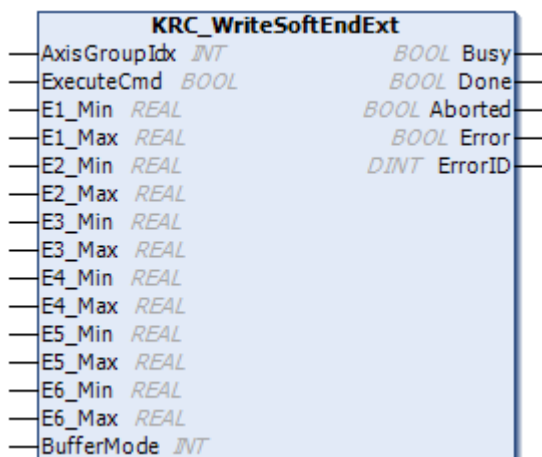 KRC_WriteSoftEndExt
AxisGroupIdx INT BOOL Busy
ExecuteCmd BOOL BOOL Done
E1_Min REAL BOOL Aborted
E1_Max REAL BOOL Error
E2_Min REAL DINT ErrorID
E2_Max REAL
E3_Min REAL
E3_Max REAL
E4_Min REAL
E4_Max REAL
E5_Min REAL
E5_Max REAL
E6_Min REAL
E6_Max REAL
BufferMode INT